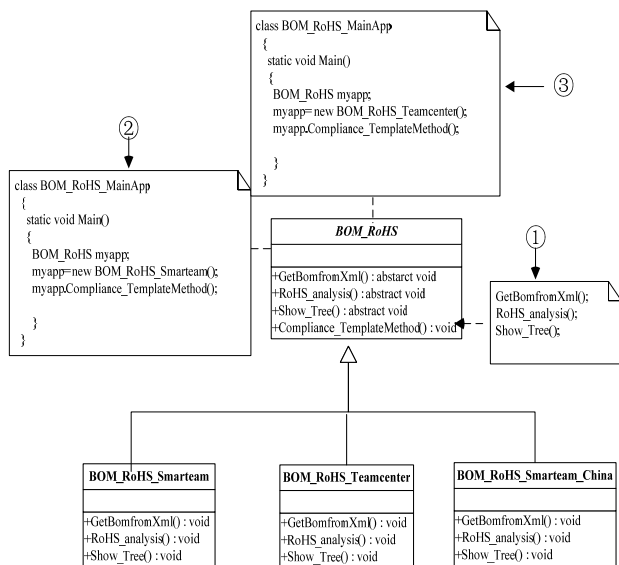 class BOM_RoHS_MainApp
{
static void Main()
{
BOM_RoHS myapp;
myapp=new BOM_RoHS_Teamcenter();
myapp.Compliance_TemplateMethod();
}
}
③
②
class BOM_RoHS_MainApp
{
static void Main()
{
BOM_RoHS myapp;
myapp=new BOM_RoHS_Smarteam();
myapp.Compliance_TemplateMethod();
}
}
BOM_RoHS
+GetBomfromXml() : abstarct void
+RoHS_analysis() : abstract void
+Show_Tree() : abstract void
+Compliance_TemplateMethod() : void
①
GetBomfromXml();
RoHS_analysis();
Show_Tree();
BOM_RoHS_Smarteam
+GetBomfromXml() : void
+RoHS_analysis() : void
+Show_Tree() : void
BOM_RoHS_Teamcenter
+GetBomfromXml() : void
+RoHS_analysis() : void
+Show_Tree() : void
BOM_RoHS_Smarteam_China
+GetBomfromXml() : void
+RoHS_analysis() : void
+Show_Tree() : void